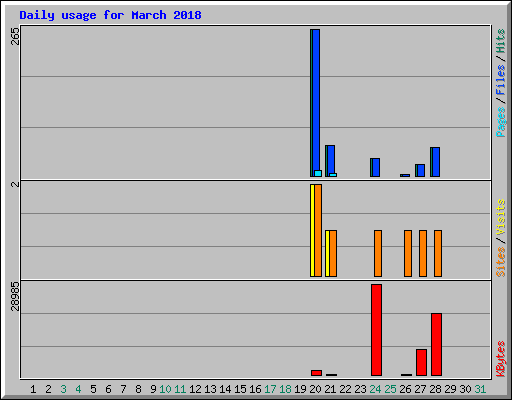 Daily usage for March 2018
265
Pages/Files/Hits
2
Sites/Visits
28985
KBytes
1 2 3 4 5 6 7 8 9 10 11 12 13 14 15 16 17 18 19 20 21 22 23 24 25 26 27 28 29 30 31